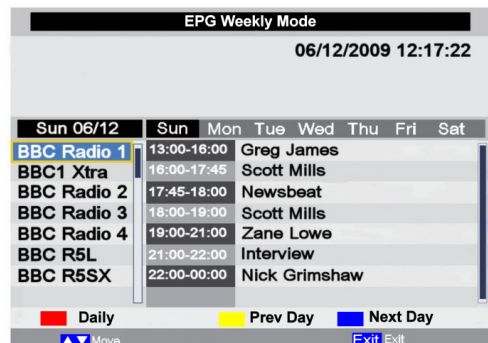 EPG Weekly Mode
06/12/2009 12:17:22
Sun 06/12 Sun Mon Tue Wed Thu Fri Sat
BBC Radio 1 13:00-16:00 Greg James
BBC1 Xtra 16:00-17:45 Scott Mills
BBC Radio 2 17:45-18:00 Newsbeat
BBC Radio 3 18:00-19:00 Scott Mills
BBC Radio 4 19:00-21:00 Zane Lowe
BBC R5L 21:00-22:00 Interview
BBC R5SX 22:00-00:00 Nick Grimshaw
Daily Prev Day Next Day
Move Exit Exit